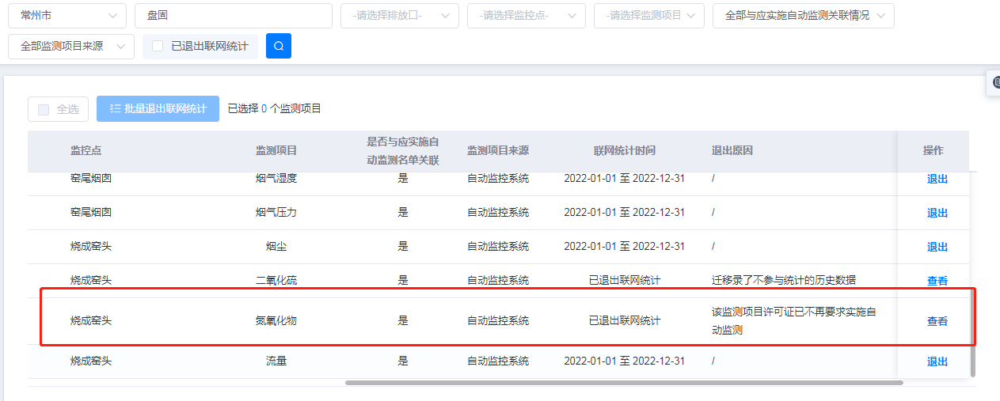 常州市 盘固 -请选择排放口- -请选择监控点- -请选择监测项目 全部与应实施自动监测关联情况
全部监测项目来源 已退出联网统计
全选 批量退出联网统计 已选择 0 个监测项目
监控点 监测项目 是否与应实施自动监测名单关联 监测项目来源 联网统计时间 退出原因 操作
窑尾烟囱 烟气湿度 是 自动监控系统 2022-01-01 至 2022-12-31 / 退出
窑尾烟囱 烟气压力 是 自动监控系统 2022-01-01 至 2022-12-31 / 退出
烧成窑头 烟尘 是 自动监控系统 2022-01-01 至 2022-12-31 / 退出
烧成窑头 二氧化硫 是 自动监控系统 已退出联网统计 迁移录了不参与统计的历史数据 查看
烧成窑头 氮氧化物 是 自动监控系统 已退出联网统计 该监测项目许可证已不再要求实施自动监测 查看
烧成窑头 流量 是 自动监控系统 2022-01-01 至 2022-12-31 / 退出